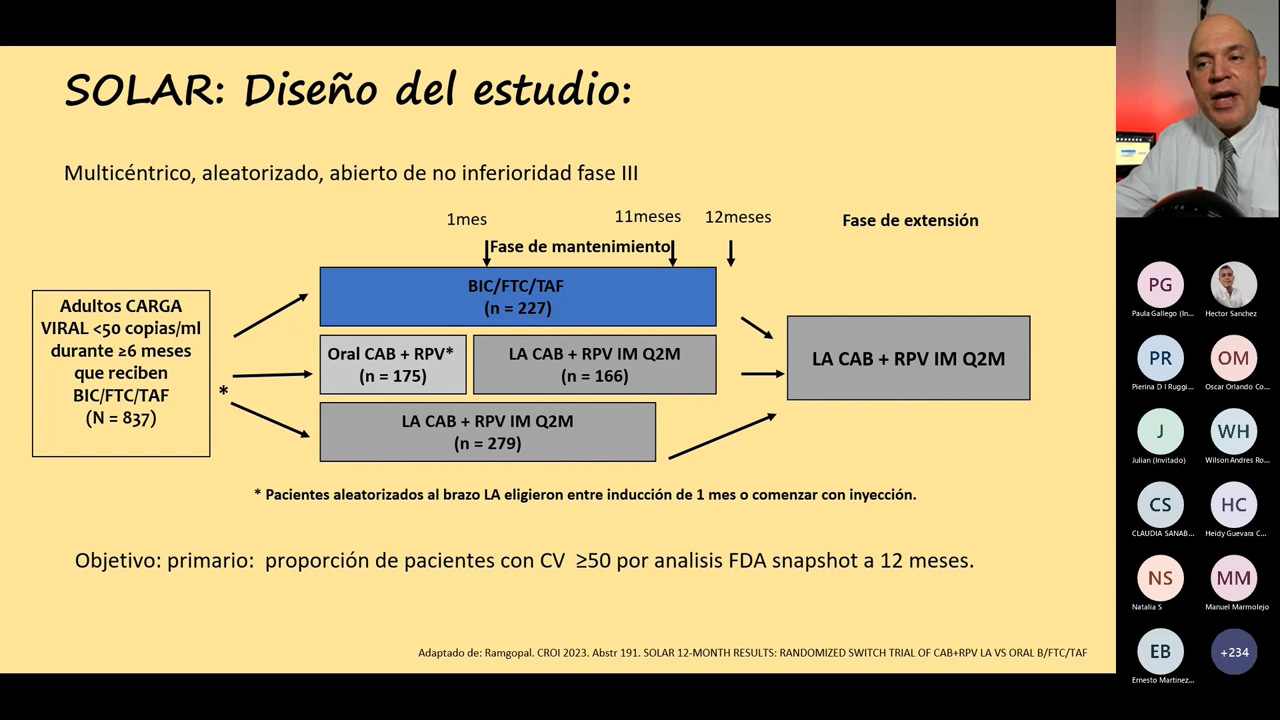 SOLAR: Diseño del estudio:
Multicéntrico, aleatorizado, abierto de no inferioridad fase III
1mes
11meses
12meses
Fase de extensión
Fase de mantenimiento
BIC/FTC/TAF
(n = 227)
Adultos CARGA
VIRAL <50 copias/ml
durante ≥6 meses
que reciben
BIC/FTC/TAF
(N = 837)
*
Oral CAB + RPV*
(n = 175)
LA CAB + RPV IM Q2M
(n = 166)
LA CAB + RPV IM Q2M
(n = 279)
LA CAB + RPV IM Q2M
* Pacientes aleatorizados al brazo LA eligieron entre inducción de 1 mes o comenzar con inyección.
Objetivo: primario: proporción de pacientes con CV ≥50 por analisis FDA snapshot a 12 meses.
Adaptado de: Ramgopal. CROI 2023. Abstr 191. SOLAR 12-MONTH RESULTS: RANDOMIZED SWITCH TRIAL OF CAB+RPV LA VS ORAL B/FTC/TAF
PG
Paula Gallego (In...
Hector Sanchez
PR
Pierina D I Ruggi...
OM
Oscar Orlando Co...
J
Julian (Invitado)
WH
Wilson Andres Ro...
CS
CLAUDIA SANAB...
HC
Heidy Guevara C...
NS
Natalia S
MM
Manuel Marmolejo
EB
Ernesto Martinez...
+234